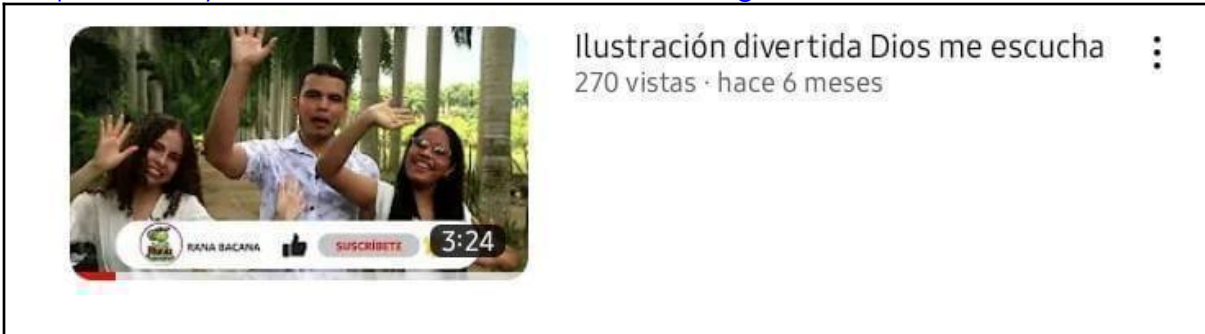 Ilustración divertida Dios me escucha
270 vistas · hace 6 meses
RANA BACANA
SUSCRÍBETE
3:24